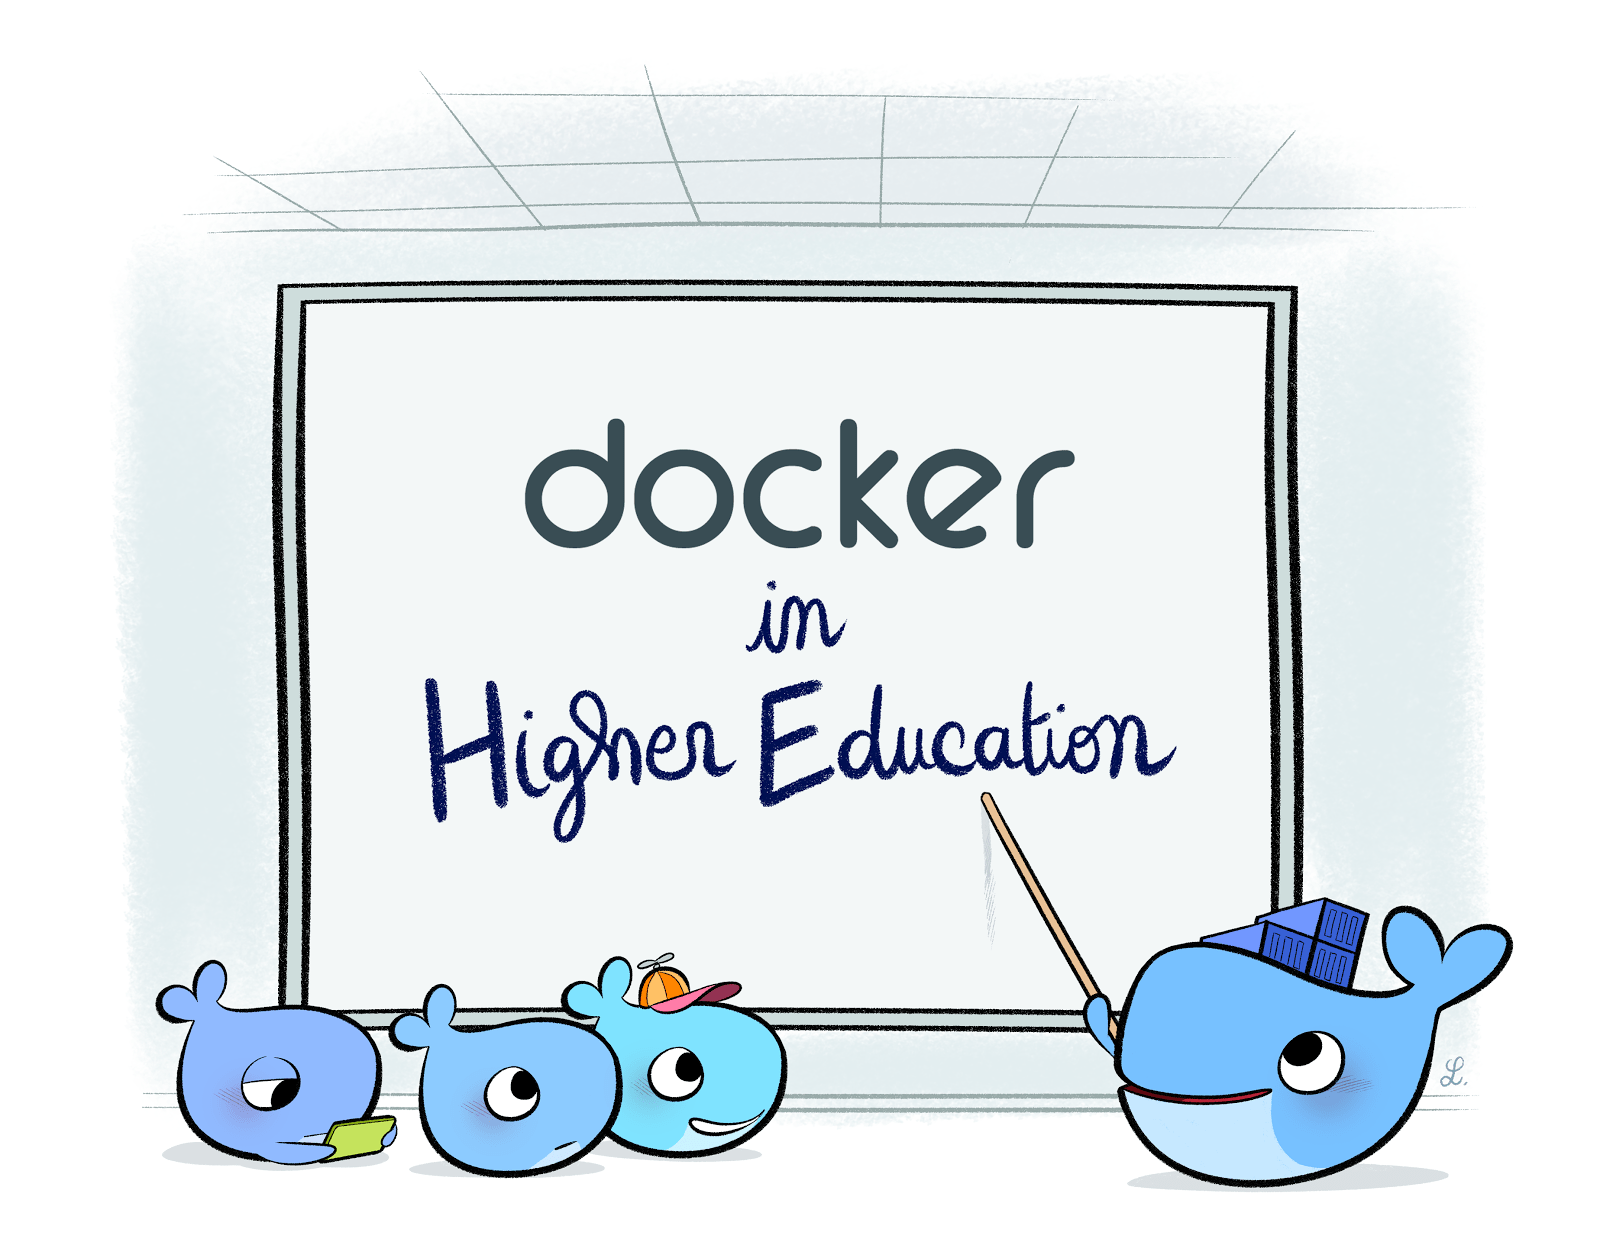 docker
in
Higher Education
L.